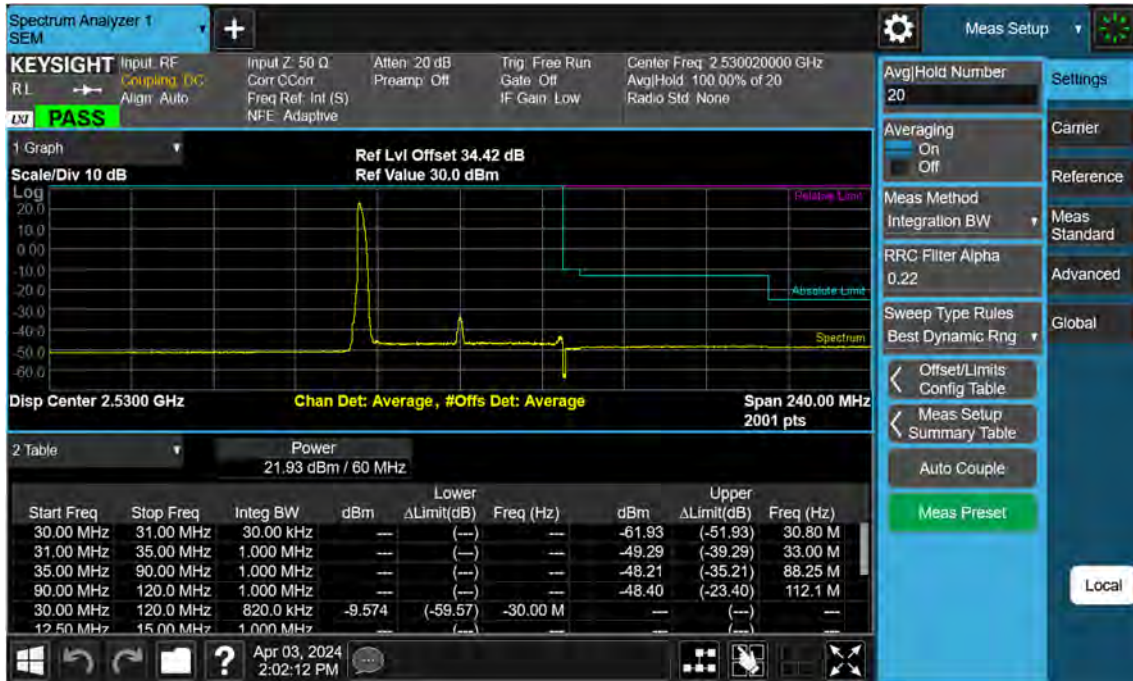 Spectrum Analyzer 1
SEM
Meas Setup
KEYSIGHT
Input: RF
Coupling: DC
Align: Auto
R L
LXI
PASS
Input Z: 50 Ω
Corr CCorr
Freq Ref: Int (S)
NFE: Adaptive
Atten: 20 dB
Preamp: Off
Trig: Free Run
Gate: Off
IF Gain: Low
Center Freq: 2.530020000 GHz
Avg|Hold: 100.00% of 20
Radio Std: None
1 Graph
Scale/Div 10 dB
Ref Lvl Offset 34.42 dB
Ref Value 30.0 dBm
Log
20.0
10.0
0.00
-10.0
-20.0
-30.0
-40.0
-50.0
-60.0
Relative Limit
Absolute Limit
Spectrum
Disp Center 2.5300 GHz
Chan Det: Average, #Offs Det: Average
Span 240.00 MHz
2001 pts
2 Table
Power
21.93 dBm / 60 MHz
Lower Upper
Start Freq Stop Freq Integ BW dBm ΔLimit(dB) Freq (Hz) dBm ΔLimit(dB) Freq (Hz)
30.00 MHz 31.00 MHz 30.00 kHz --- (---) --- -61.93 (-51.93) 30.80 M
31.00 MHz 35.00 MHz 1.000 MHz --- (---) --- -49.29 (-39.29) 33.00 M
35.00 MHz 90.00 MHz 1.000 MHz --- (---) --- -48.21 (-35.21) 88.25 M
90.00 MHz 120.0 MHz 1.000 MHz --- (---) --- -48.40 (-23.40) 112.1 M
30.00 MHz 120.0 MHz 820.0 kHz -9.574 (-59.57) -30.00 M --- (---) ---
12.50 MHz 15.00 MHz 1.000 MHz --- (---) --- --- (---) ---
Apr 03, 2024
2:02:12 PM
Avg|Hold Number
20
Averaging
On
Off
Meas Method
Integration BW
RRC Filter Alpha
0.22
Sweep Type Rules
Best Dynamic Rng
Offset/Limits
Config Table
Meas Setup
Summary Table
Auto Couple
Meas Preset
Settings
Carrier
Reference
Meas
Standard
Advanced
Global
Local